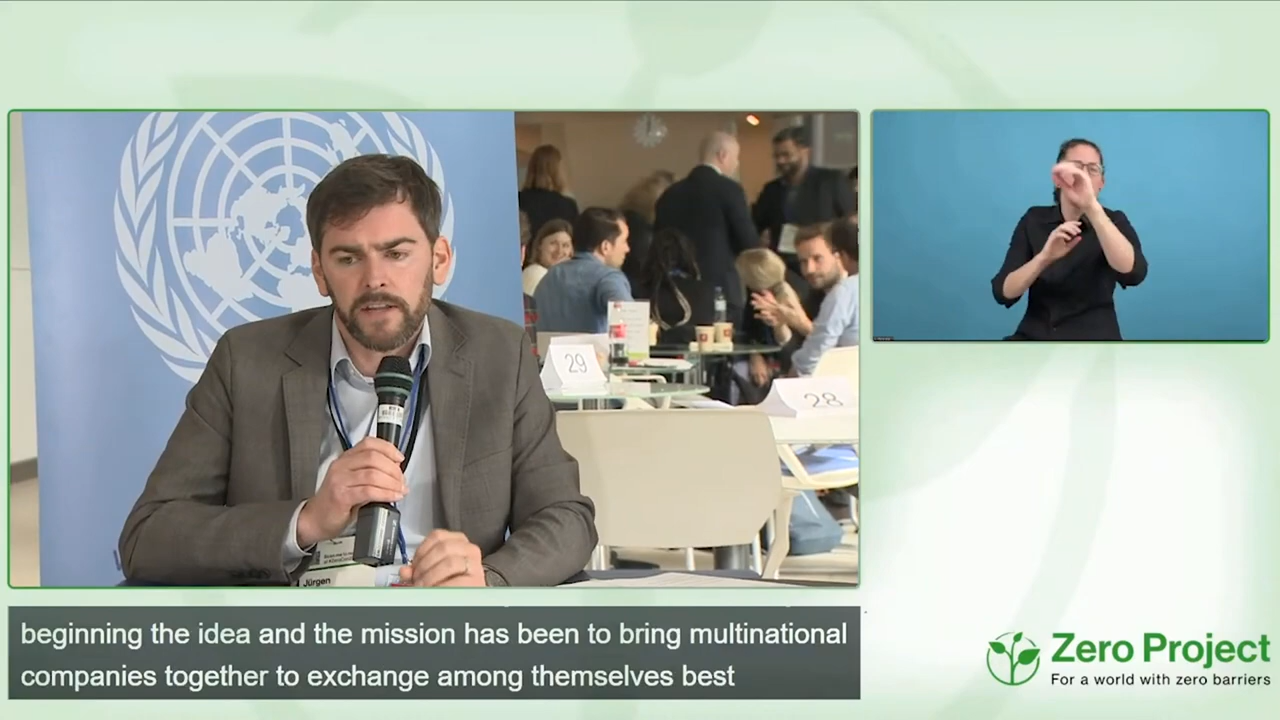 29
28
Jürgen
beginning the idea and the mission has been to bring multinational
companies together to exchange among themselves best
Zero Project
For a world with zero barriers